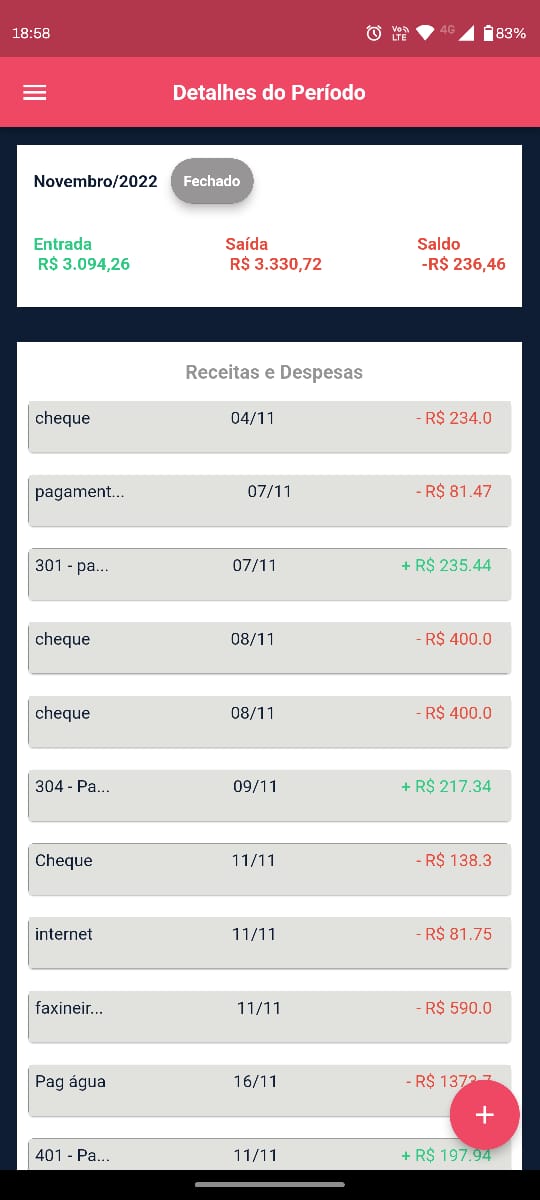 18:58 Vo LTE 4G 83%
Detalhes do Período
Novembro/2022 Fechado
Entrada Saída Saldo
R$ 3.094,26 R$ 3.330,72 -R$ 236,46
Receitas e Despesas
cheque 04/11 - R$ 234.0
pagament... 07/11 - R$ 81.47
301 - pa... 07/11 + R$ 235.44
cheque 08/11 - R$ 400.0
cheque 08/11 - R$ 400.0
304 - Pa... 09/11 + R$ 217.34
Cheque 11/11 - R$ 138.3
internet 11/11 - R$ 81.75
faxineir... 11/11 - R$ 590.0
Pag água 16/11 - R$ 1373.7
401 - Pa... 11/11 + R$ 197.94
+